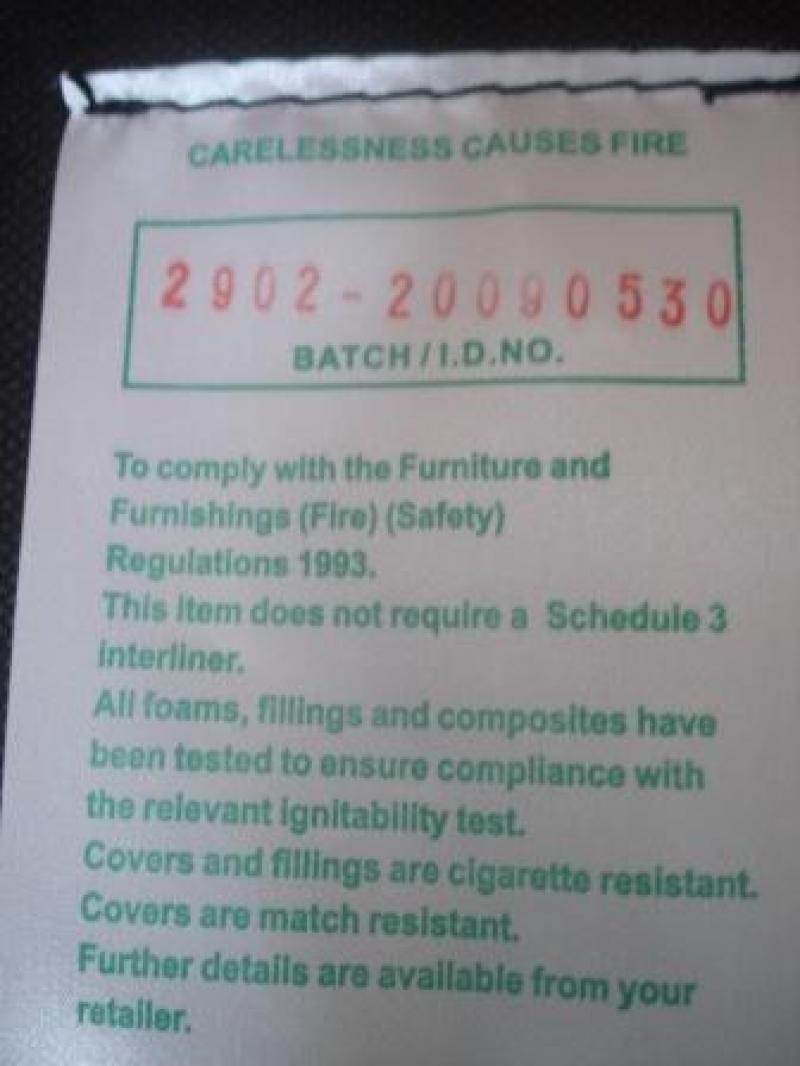 CARELESSNESS CAUSES FIRE
2902-20090530
BATCH / I.D.NO.
To comply with the Furniture and
Furnishings (Fire) (Safety)
Regulations 1993.
This item does not require a Schedule 3
interliner.
All foams, fillings and composites have
been tested to ensure compliance with
the relevant ignitability test.
Covers and fillings are cigarette resistant.
Covers are match resistant.
Further details are available from your
retailer.